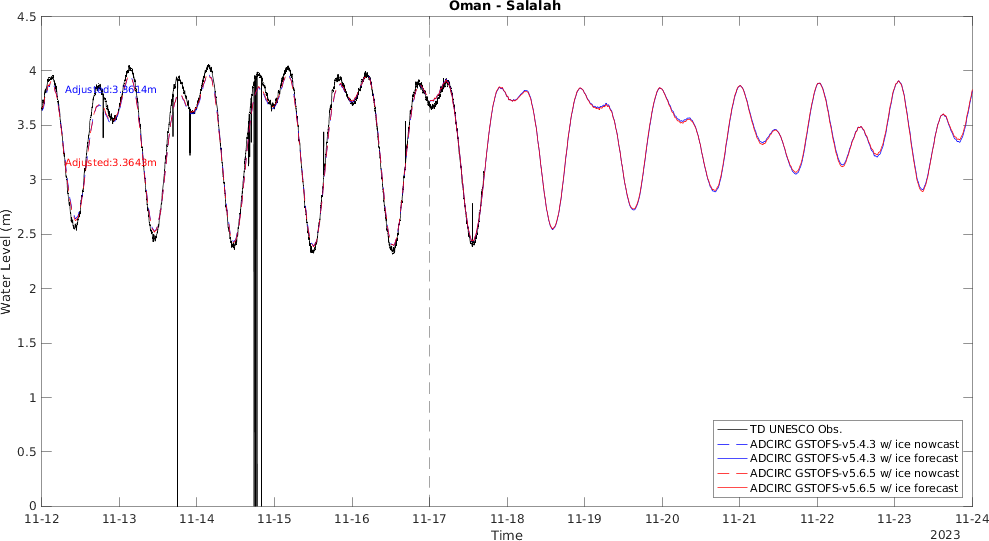 Oman - Salalah
4.5
4
3.5
3
2.5
2
1.5
1
0.5
0
Water Level (m)
Adjusted:3.3614m
Adjusted:3.3643m
TD UNESCO Obs.
ADCIRC GSTOFS-v5.4.3 w/ ice nowcast
ADCIRC GSTOFS-v5.4.3 w/ ice forecast
ADCIRC GSTOFS-v5.6.5 w/ ice nowcast
ADCIRC GSTOFS-v5.6.5 w/ ice forecast
11-12 11-13 11-14 11-15 11-16 11-17 11-18 11-19 11-20 11-21 11-22 11-23 11-24
Time
2023